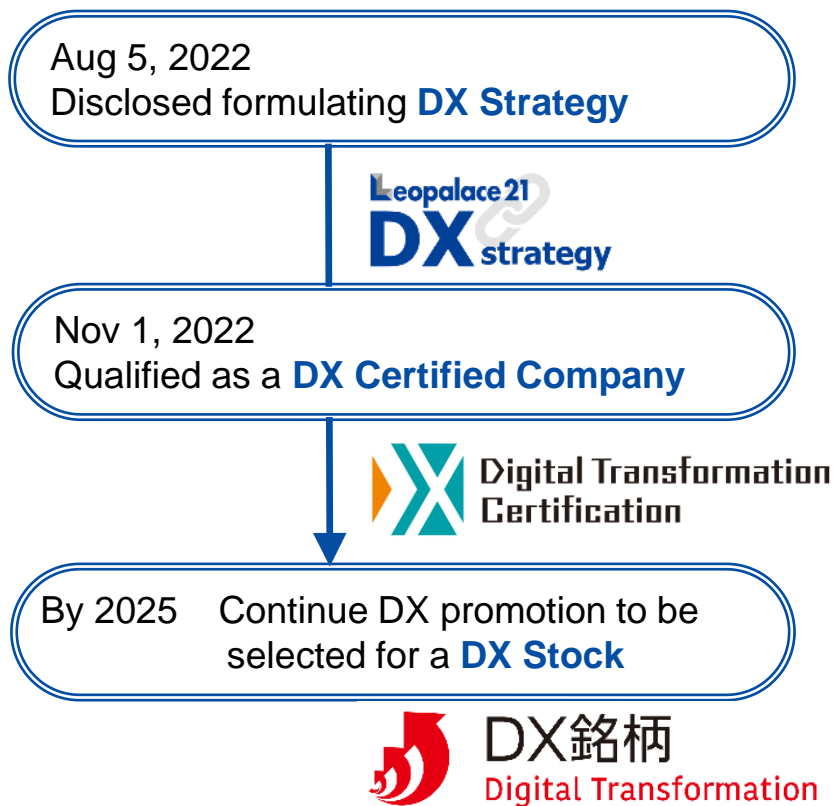 Aug 5, 2022
Disclosed formulating DX Strategy
Leopalace21
DX strategy
Nov 1, 2022
Qualified as a DX Certified Company
Digital Transformation
Certification
By 2025 Continue DX promotion to be
selected for a DX Stock
DX銘柄
Digital Transformation